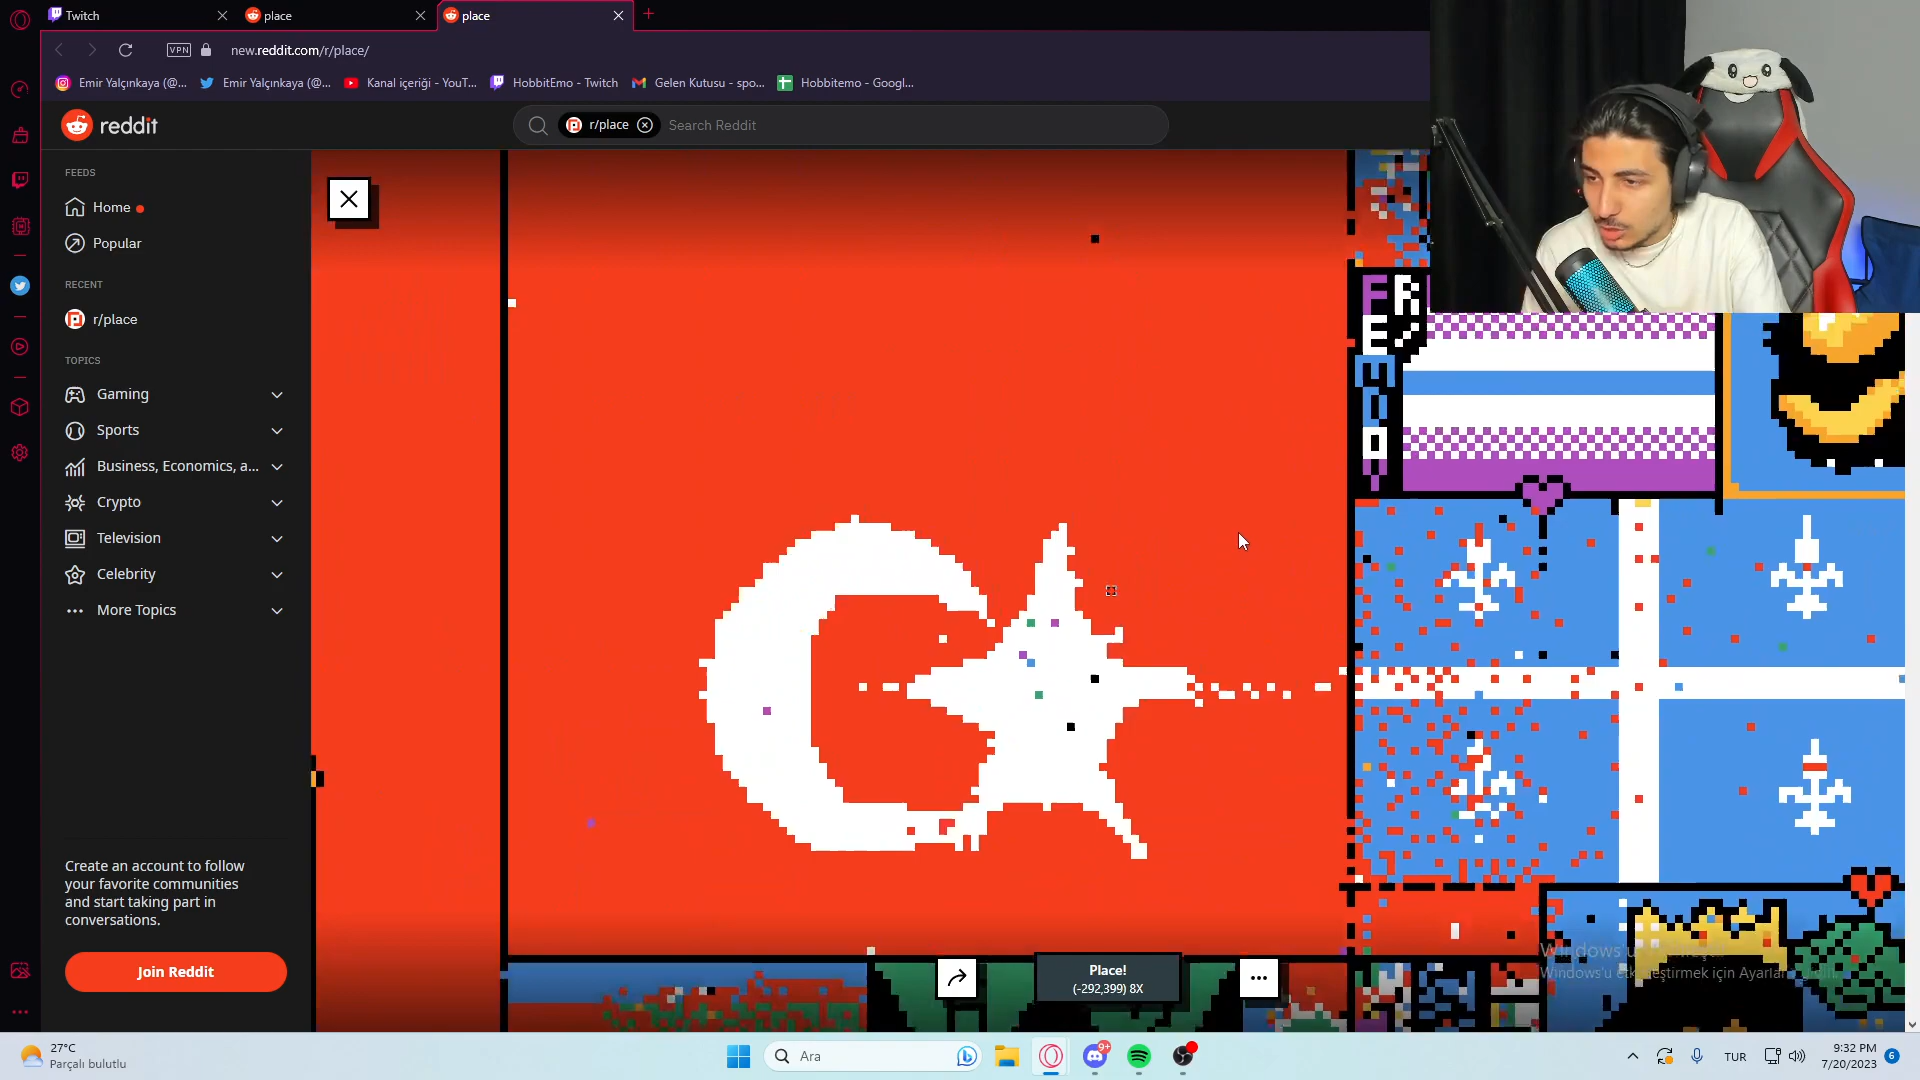 Twitch
place
place
VPN
new.reddit.com/r/place/
Emir Yalçınkaya (@...
Emir Yalçınkaya (@...
Kanal içeriği - YouT...
HobbitEmo - Twitch
Gelen Kutusu - spo...
Hobbitemo - Googl...
reddit
r/place
Search Reddit
FEEDS
Home
Popular
RECENT
r/place
TOPICS
Gaming
Sports
Business, Economics, a...
Crypto
Television
Celebrity
More Topics
Create an account to follow
your favorite communities
and start taking part in
conversations.
Join Reddit
Place!
(-292,399) 8X
27°C
Parçalı bulutlu
Ara
9+
TUR
9:32 PM
7/20/2023
6